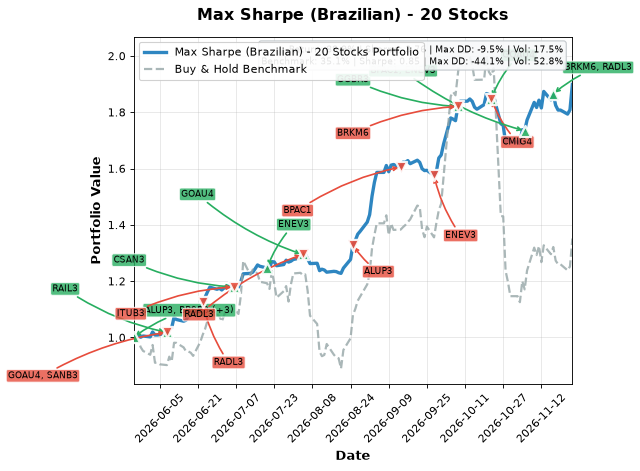 Max Sharpe (Brazilian) - 20 Stocks
Max Sharpe (Brazilian) - 20 Stocks Portfolio
Buy & Hold Benchmark
| Max DD: -9.5% | Vol: 17.5%
Max DD: -44.1% | Vol: 52.8%
BRKM6, RADL3
BRKM6
CMIG4
GOAU4
BPAC1
ENEV3
ENEV3
CSAN3
ALUP3
RAIL3
ITUB3
RADL3
RADL3
GOAU4, SANB3
2.0
1.8
1.6
1.4
1.2
1.0
Portfolio Value
2026-06-05
2026-06-21
2026-07-07
2026-07-23
2026-08-08
2026-08-24
2026-09-09
2026-09-25
2026-10-11
2026-10-27
2026-11-12
Date